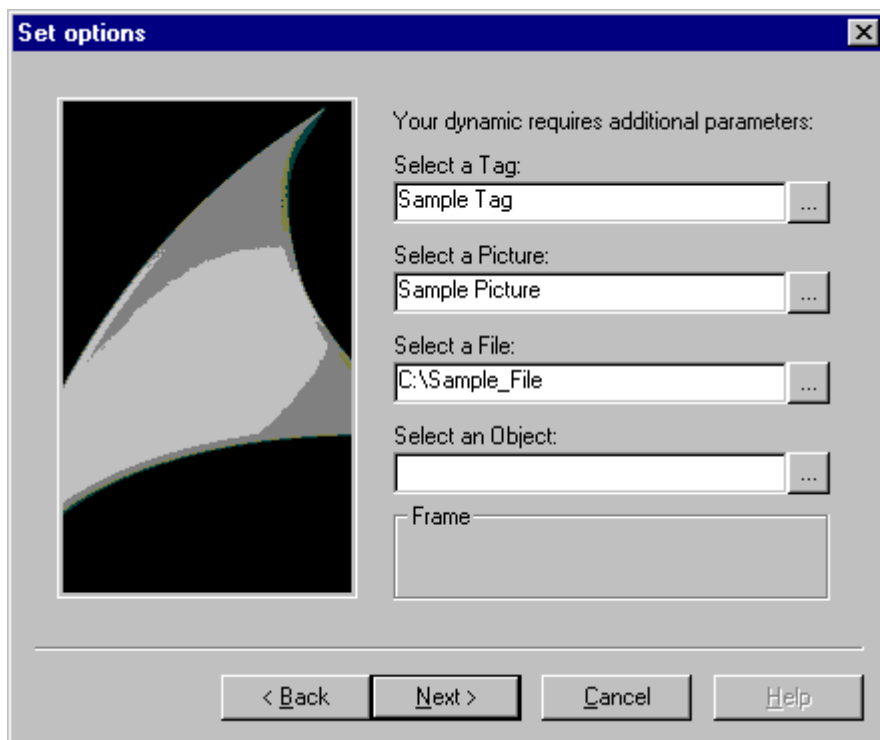 Set options
Your dynamic requires additional parameters:
Select a Tag:
Sample Tag
...
Select a Picture:
Sample Picture
...
Select a File:
C:\Sample_File
...
Select an Object:
...
Frame
< Back
Next >
Cancel
Help